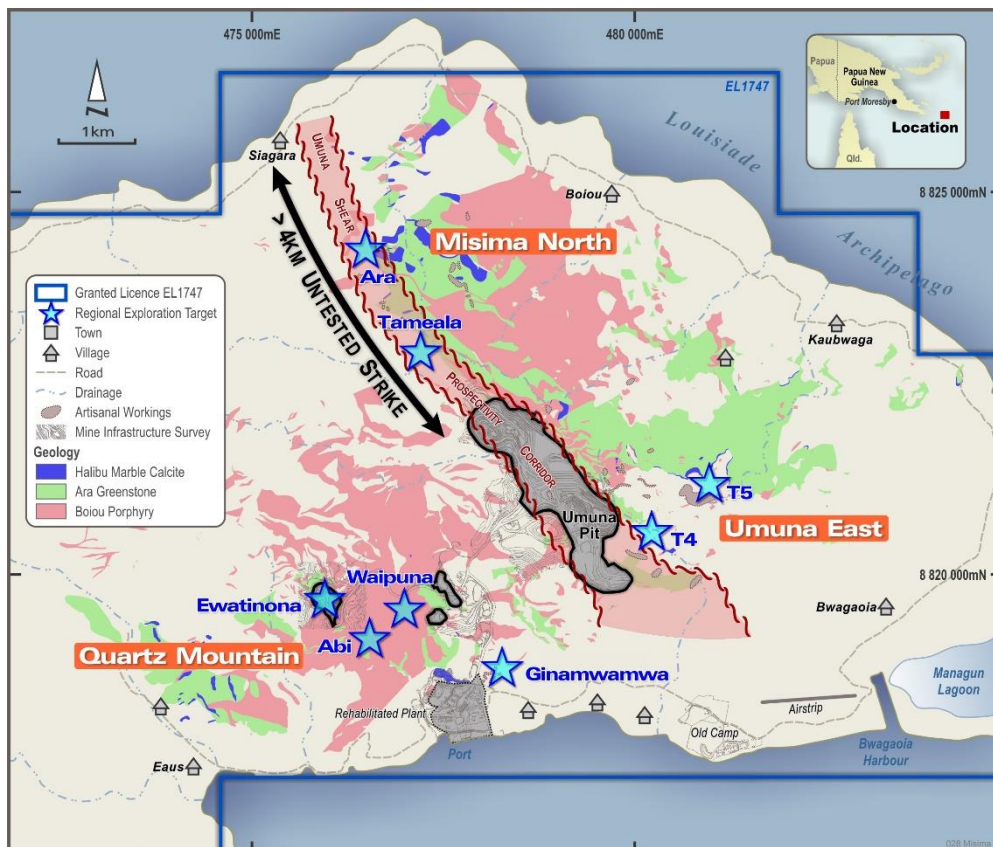 475 000mE
480 000mE
EL1747
Papua
Papua New
Guinea
Port Moresby
Location
Qld.
N
1km
Siagara
UMUNA
SHEAR
Louisiade
Archipelago
Boiou
8 825 000mN
Misima North
Ara
> 4KM UNTESTED STRIKE
Tameala
Kaubwaga
PROSPECTIVITY
CORRIDOR
Granted Licence EL1747
Regional Exploration Target
Town
Village
Road
Drainage
Artisanal Workings
Mine Infrastructure Survey
Geology
Halibu Marble Calcite
Ara Greenstone
Boiou Porphyry
T5
Umuna
Pit
T4
Umuna East
8 820 000mN
Waipuna
Ewatinona
Abi
Bwagaoia
Quartz Mountain
Ginamwamwa
Managun
Lagoon
Rehabilitated Plant
Airstrip
Old Camp
Port
Bwagaoia
Harbour
Eaus
026 Misima